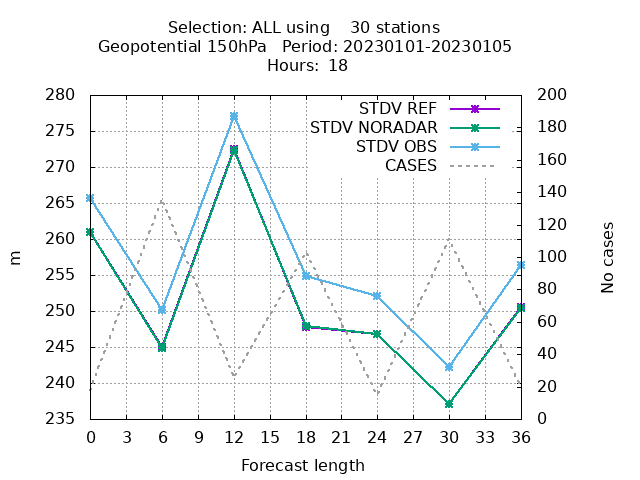 Selection: ALL using    30 stations
Geopotential 150hPa   Period: 20230101-20230105
Hours:  18
STDV REF
STDV NORADAR
STDV OBS
CASES
280
275
270
265
260
255
250
245
240
235
m
200
180
160
140
120
100
80
60
40
20
0
No cases
0 3 6 9 12 15 18 21 24 27 30 33 36
Forecast length